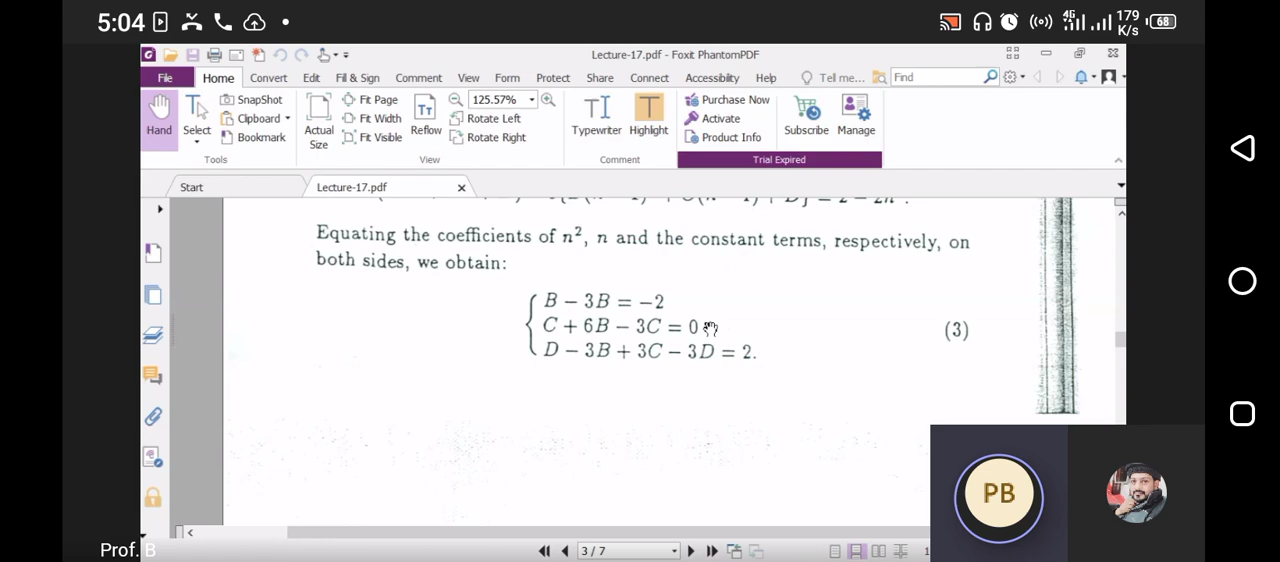 5:04
4G 179 K/s 68
Lecture-17.pdf - Foxit PhantomPDF
File Home Convert Edit Fill & Sign Comment View Form Protect Share Connect Accessibility Help Tell me... Find
Hand Select SnapShot Clipboard Bookmark
Actual Size Fit Page Fit Width Fit Visible Reflow 125.57% Rotate Left Rotate Right
Typewriter Highlight Purchase Now Activate Product Info Subscribe Manage
Tools View Comment Trial Expired
Start Lecture-17.pdf
Equating the coefficients of n², n and the constant terms, respectively, on
both sides, we obtain:
B − 3B = −2
C + 6B − 3C = 0
(3)
D − 3B + 3C − 3D = 2.
PB
Prof. B
3 / 7